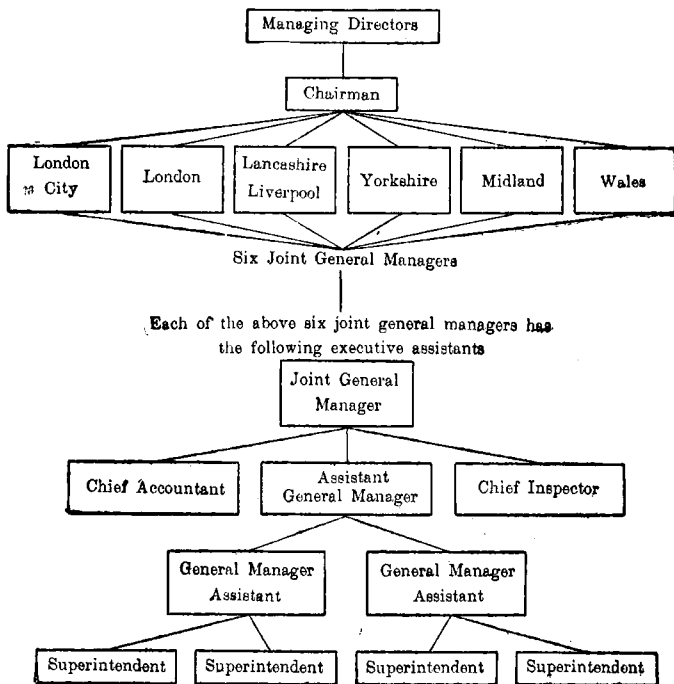 Managing Directors
Chairman
London
City
London
Lancashire
Liverpool
Yorkshire
Midland
Wales
Six Joint General Managers
Each of the above six joint general managers has
the following executive assistants
Joint General
Manager
Chief Accountant
Assistant
General Manager
Chief Inspector
General Manager
Assistant
General Manager
Assistant
Superintendent
Superintendent
Superintendent
Superintendent